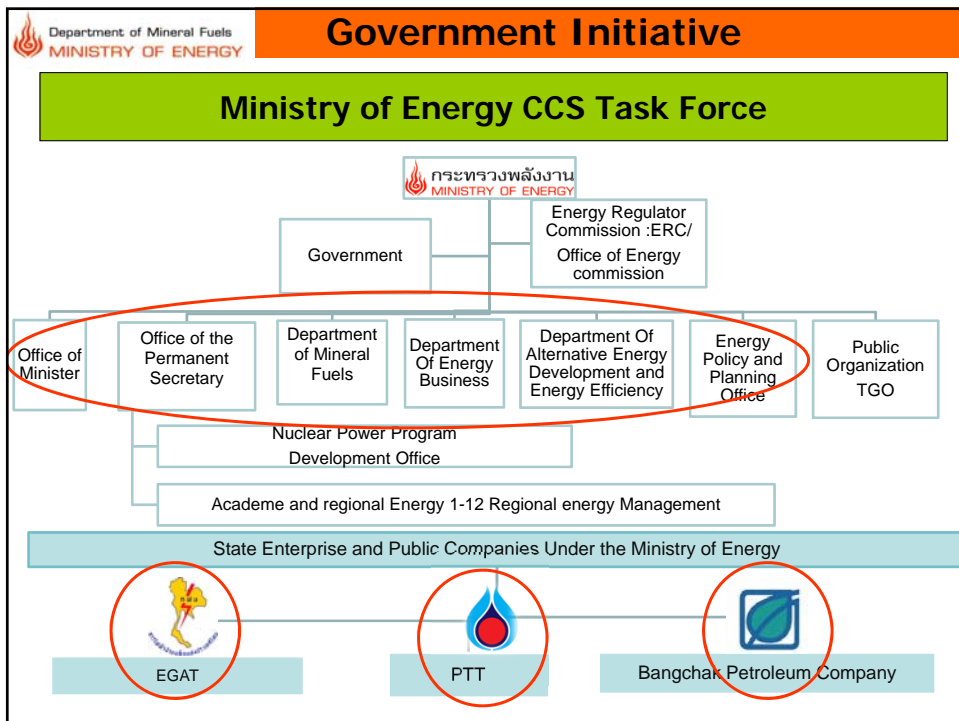 Department of Mineral Fuels
MINISTRY OF ENERGY
Government Initiative
Ministry of Energy CCS Task Force
กระทรวงพลังงาน
MINISTRY OF ENERGY
Government
Energy Regulator
Commission :ERC/
Office of Energy
commission
Office of
Minister
Office of the
Permanent
Secretary
Department
of Mineral
Fuels
Department
Of Energy
Business
Department Of
Alternative Energy
Development and
Energy Efficiency
Energy
Policy and
Planning
Office
Public
Organization
TGO
Nuclear Power Program
Development Office
Academe and regional Energy 1-12 Regional energy Management
State Enterprise and Public Companies Under the Ministry of Energy
EGAT
PTT
Bangchak Petroleum Company